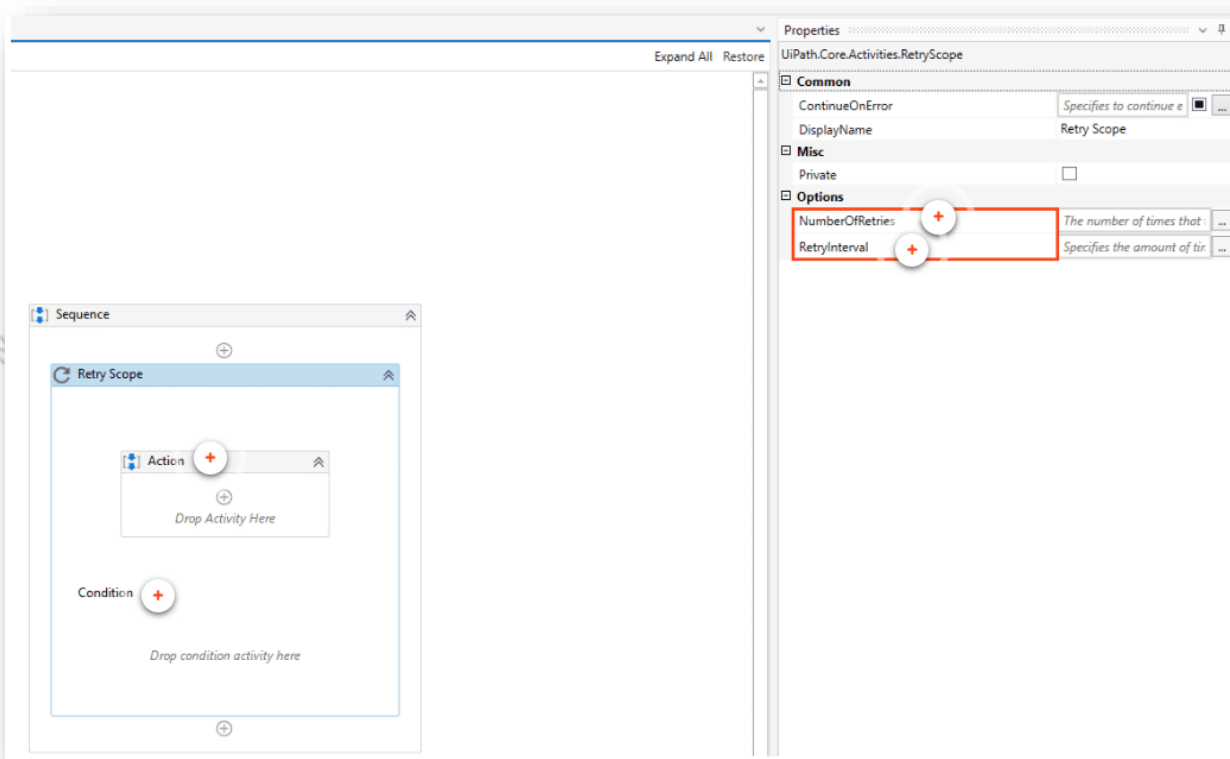 Properties
Expand All Restore
UiPath.Core.Activities.RetryScope
Common
ContinueOnError
Specifies to continue e
...
DisplayName
Retry Scope
Misc
Private
Options
NumberOfRetries
The number of times that
...
RetryInterval
Specifies the amount of tir
...
Sequence
Retry Scope
Action
Drop Activity Here
Condition
Drop condition activity here